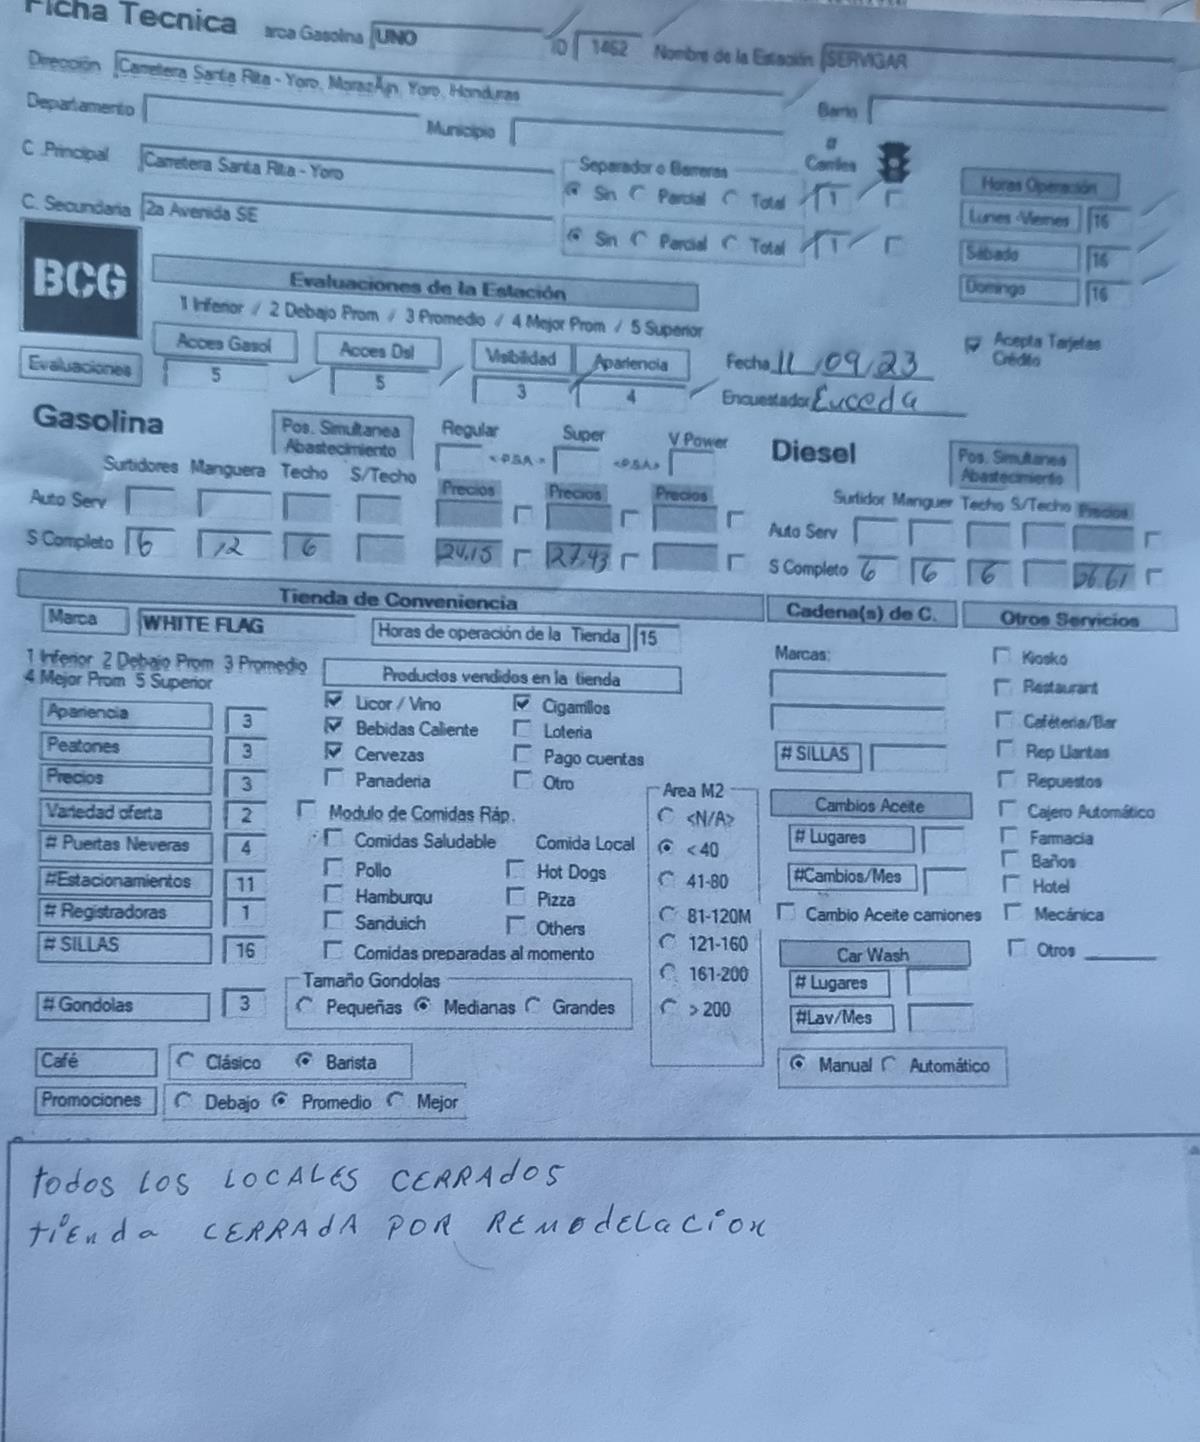 Ficha Tecnica arca Gasolina UNO ID 1462 Nombre de la Estación SERVIGAR
Dirección Carretera Santa Rita - Yoro, MorazÃ¡n, Yoro, Honduras
Departamento Municipio Barrio
C .Principal Carretera Santa Rita - Yoro Separador o Barreras # Carriles
Sin Parcial Total 1
Horas Operación
C. Secundaria 2a Avenida SE Sin Parcial Total 1
Lunes -Viernes 16
Sábado 16
Domingo 16
BCG
Evaluaciones de la Estación
1 Inferior / 2 Debajo Prom / 3 Promedio / 4 Mejor Prom / 5 Superior
Acces Gasol Acces Dsl Visibilidad Apariencia
Evaluaciones 5 5 3 4
Acepta Tarjetas Crédito
Fecha 11/09/23
Encuestador Euceda
Gasolina Pos. Simultanea Abastecimiento Regular Super V Power
<-P.S.A-> <-P.S.A>
Surtidores Manguera Techo S/Techo Precios Precios Precios
Auto Serv
S Completo 6 12 6 24.15 27.43
Diesel Pos. Simultanea Abastecimiento
Surtidor Manguer Techo S/Techo Precios
Auto Serv
S Completo 6 6 6 26.61
Tienda de Conveniencia Cadena(s) de C. Otros Servicios
Marca WHITE FLAG Horas de operación de la Tienda 15
1 Inferior 2 Debajo Prom 3 Promedio
4 Mejor Prom 5 Superior
Apariencia 3
Peatones 3
Precios 3
Variedad oferta 2
# Puertas Neveras 4
#Estacionamientos 11
# Registradoras 1
# SILLAS 16
# Gondolas 3
Productos vendidos en la tienda
Licor / Vino Cigarrillos
Bebidas Caliente Loteria
Cervezas Pago cuentas
Panaderia Otro
Modulo de Comidas Ráp.
Comidas Saludable Comida Local
Pollo Hot Dogs
Hamburqu Pizza
Sanduich Others
Comidas preparadas al momento
Tamaño Gondolas
Pequeñas Medianas Grandes
Area M2
<N/A>
< 40
41-80
81-120M
121-160
161-200
> 200
Marcas:
# SILLAS
Cambios Aceite
# Lugares
#Cambios/Mes
Cambio Aceite camiones
Car Wash
# Lugares
#Lav/Mes
Manual Automático
Kiosko
Restaurant
Caféteria/Bar
Rep Llantas
Repuestos
Cajero Automático
Farmacia
Baños
Hotel
Mecánica
Otros
Café Clásico Barista
Promociones Debajo Promedio Mejor
todos LOS LOCALES CERRADOS
tiEnda CERRADA POR REMOdELaCiON